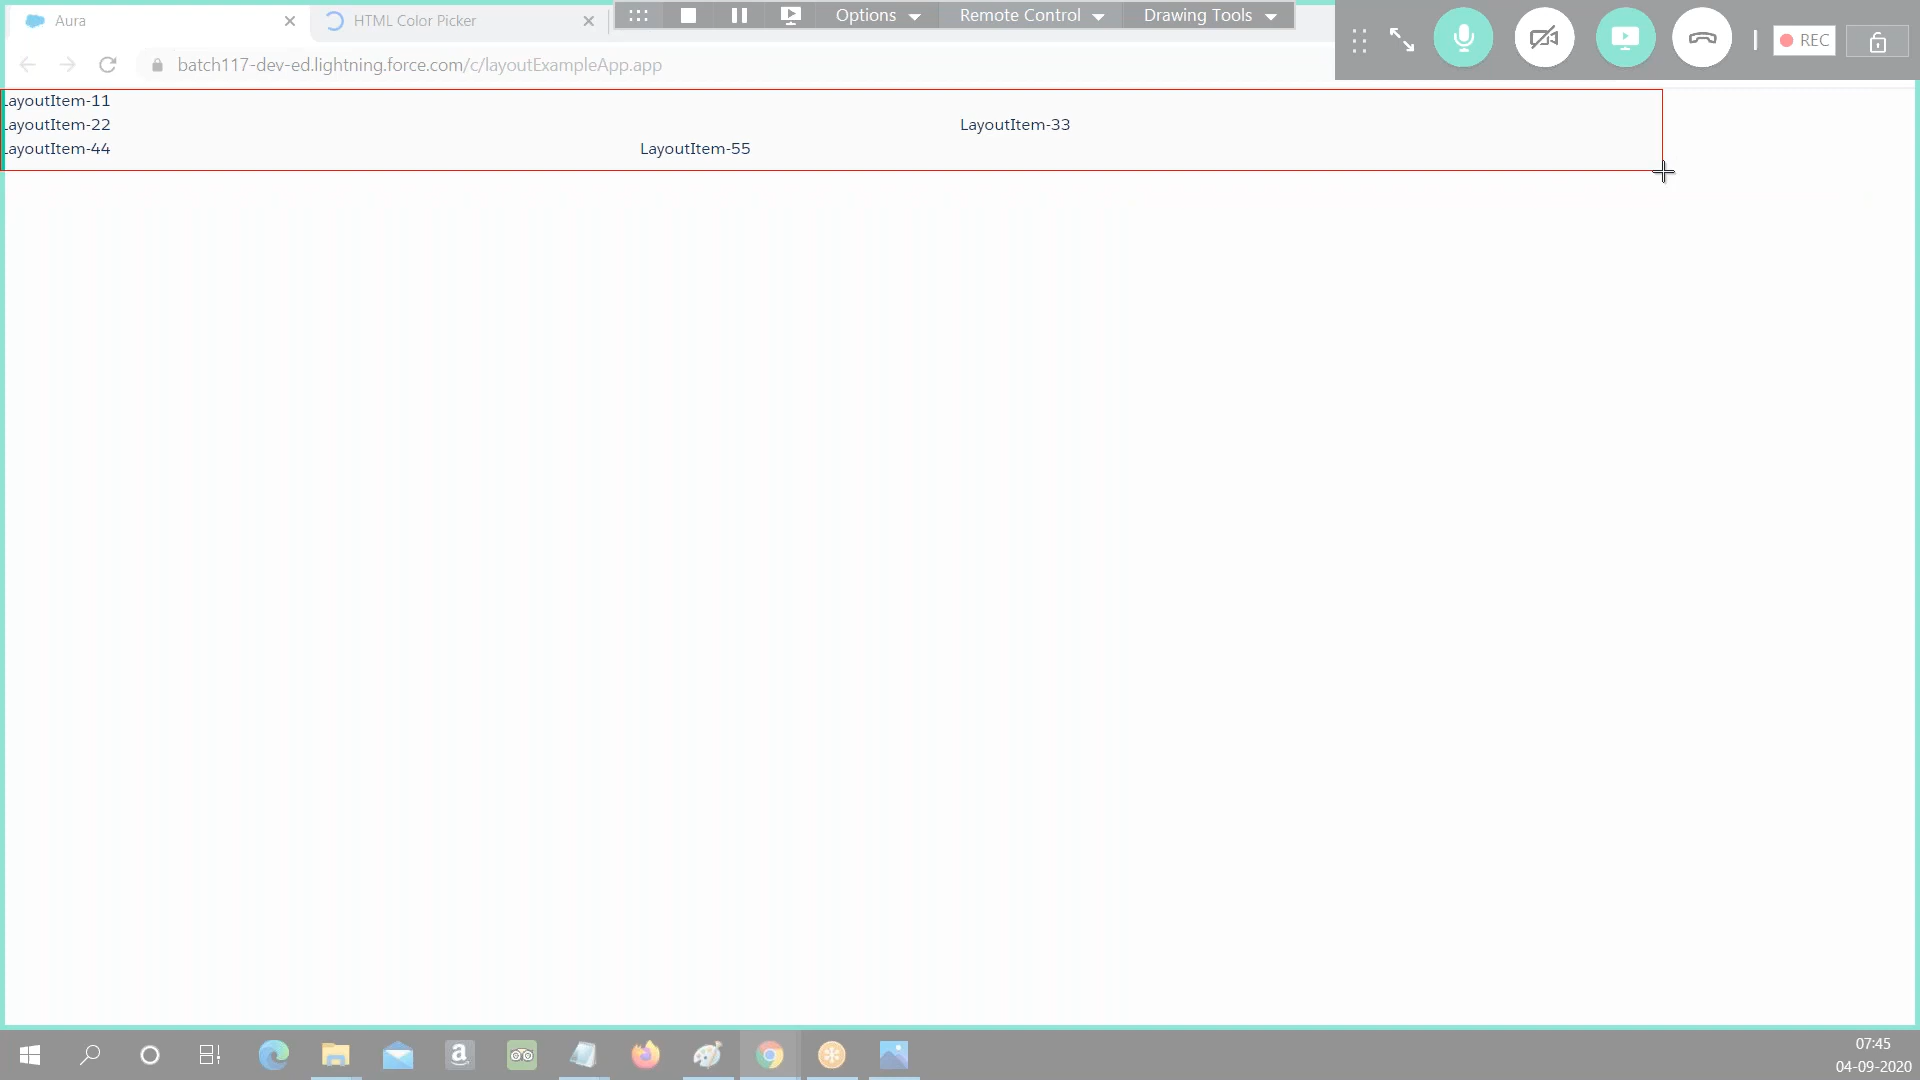 Aura
HTML Color Picker
Options
Remote Control
Drawing Tools
REC
batch117-dev-ed.lightning.force.com/c/layoutExampleApp.app
LayoutItem-11
LayoutItem-22
LayoutItem-33
LayoutItem-44
LayoutItem-55
07:45
04-09-2020